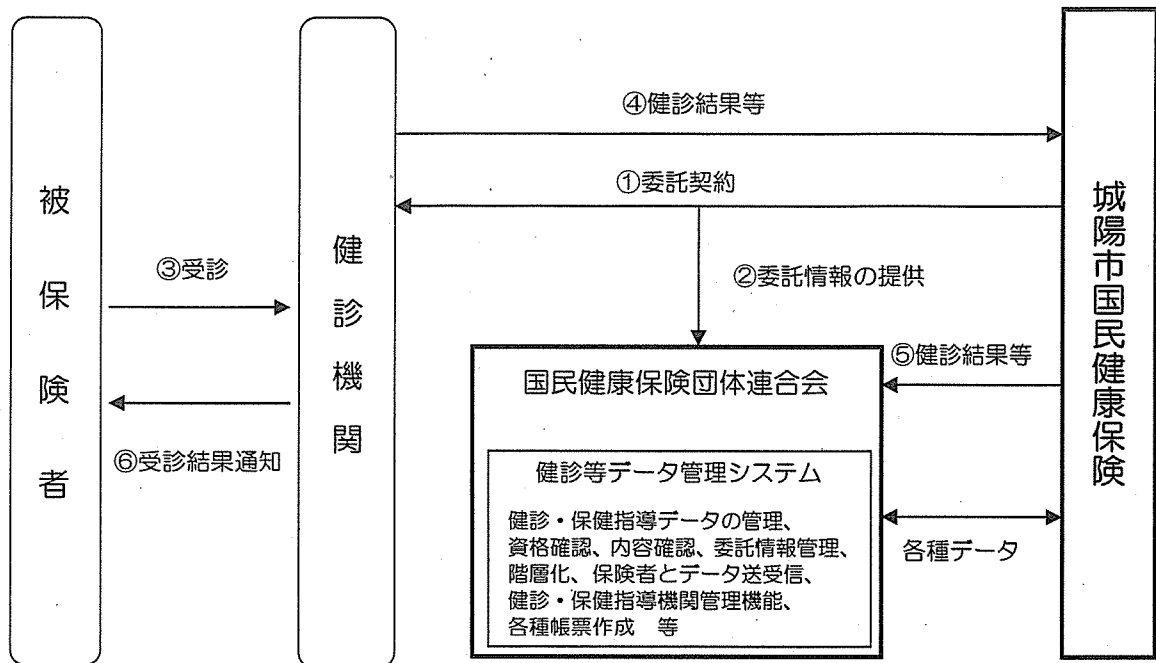 ④健診結果等
①委託契約
被保険者
健診機関
城陽市国民健康保険
③受診
②委託情報の提供
⑤健診結果等
国民健康保険団体連合会
⑥受診結果通知
健診等データ管理システム
健診・保健指導データの管理、
資格確認、内容確認、委託情報管理、
階層化、保険者とデータ送受信、
健診・保健指導機関管理機能、
各種帳票作成　等
各種データ